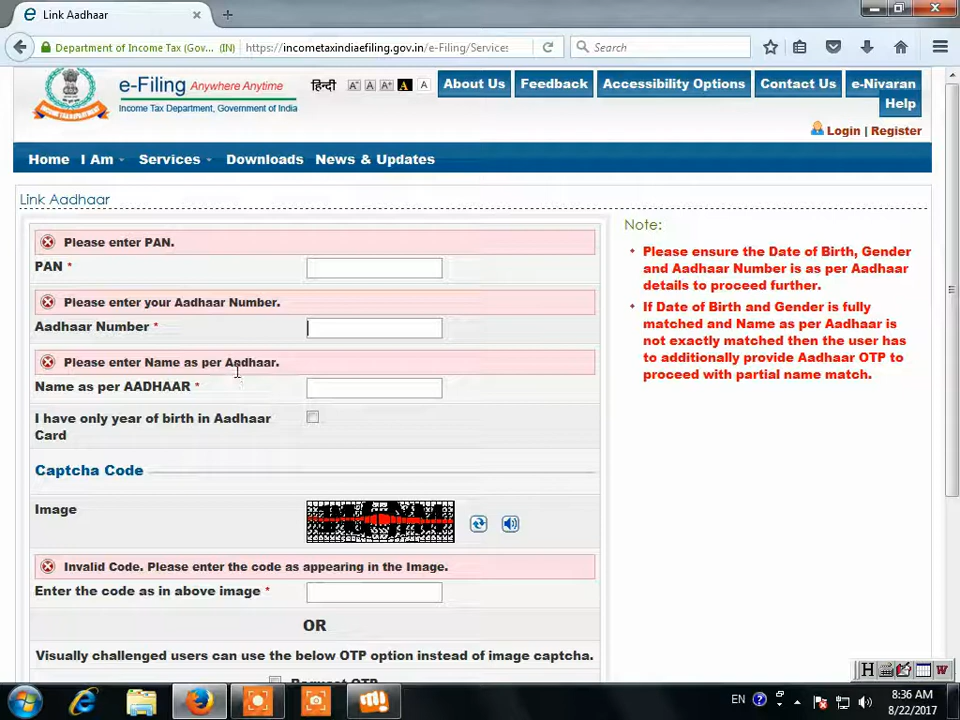 Link Aadhaar
Department of Income Tax (Gov... (IN)
https://incometaxindiaefiling.gov.in/e-Filing/Services
Search
e-Filing Anywhere Anytime
Income Tax Department, Government of India
हिन्दी A- A A+ A A
About Us
Feedback
Accessibility Options
Contact Us
e-Nivaran
Help
Login | Register
Home
I Am
Services
Downloads
News & Updates
Link Aadhaar
Please enter PAN.
PAN *
Please enter your Aadhaar Number.
Aadhaar Number *
Please enter Name as per Aadhaar.
Name as per AADHAAR *
I have only year of birth in Aadhaar
Card
Captcha Code
Image
Invalid Code. Please enter the code as appearing in the Image.
Enter the code as in above image *
OR
Visually challenged users can use the below OTP option instead of image captcha.
Request OTP
Note:
Please ensure the Date of Birth, Gender
and Aadhaar Number is as per Aadhaar
details to proceed further.
If Date of Birth and Gender is fully
matched and Name as per Aadhaar is
not exactly matched then the user has
to additionally provide Aadhaar OTP to
proceed with partial name match.
H
W
EN
8:36 AM
8/22/2017